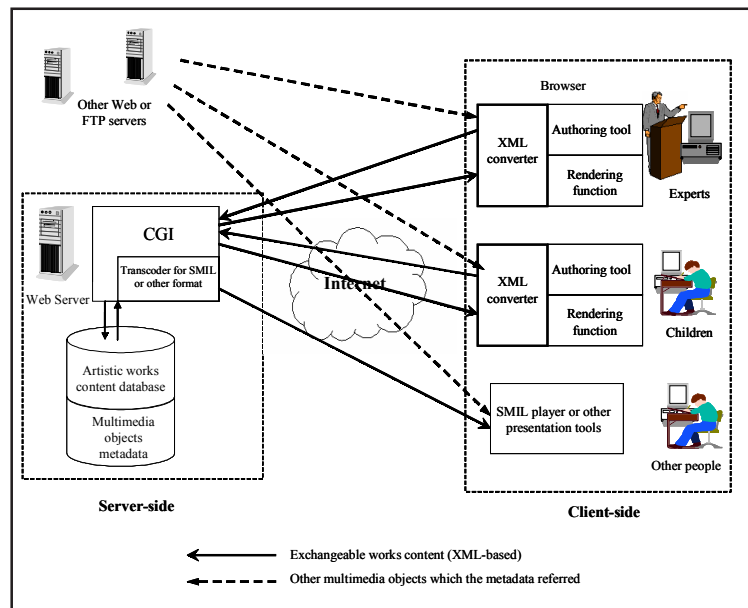 Other Web or
FTP servers
Browser
XML
converter
Authoring tool
Rendering
function
Experts
CGI
Transcoder for SMIL
or other format
Web Server
Internet
XML
converter
Authoring tool
Rendering
function
Children
Artistic works
content database
Multimedia
objects
metadata
SMIL player or other
presentation tools
Other people
Server-side
Client-side
Exchangeable works content (XML-based)
Other multimedia objects which the metadata referred